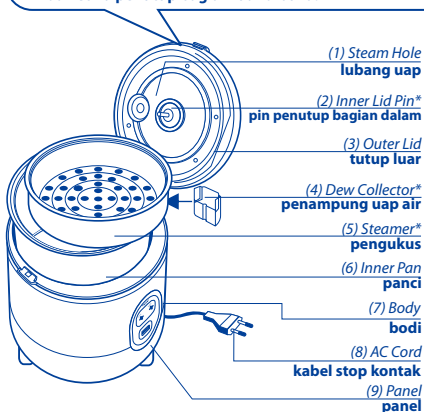 (1) Steam Hole
lubang uap
(2) Inner Lid Pin*
pin penutup bagian dalam
(3) Outer Lid
tutup luar
(4) Dew Collector*
penampung uap air
(5) Steamer*
pengukus
(6) Inner Pan
panci
(7) Body
bodi
(8) AC Cord
kabel stop kontak
(9) Panel
panel